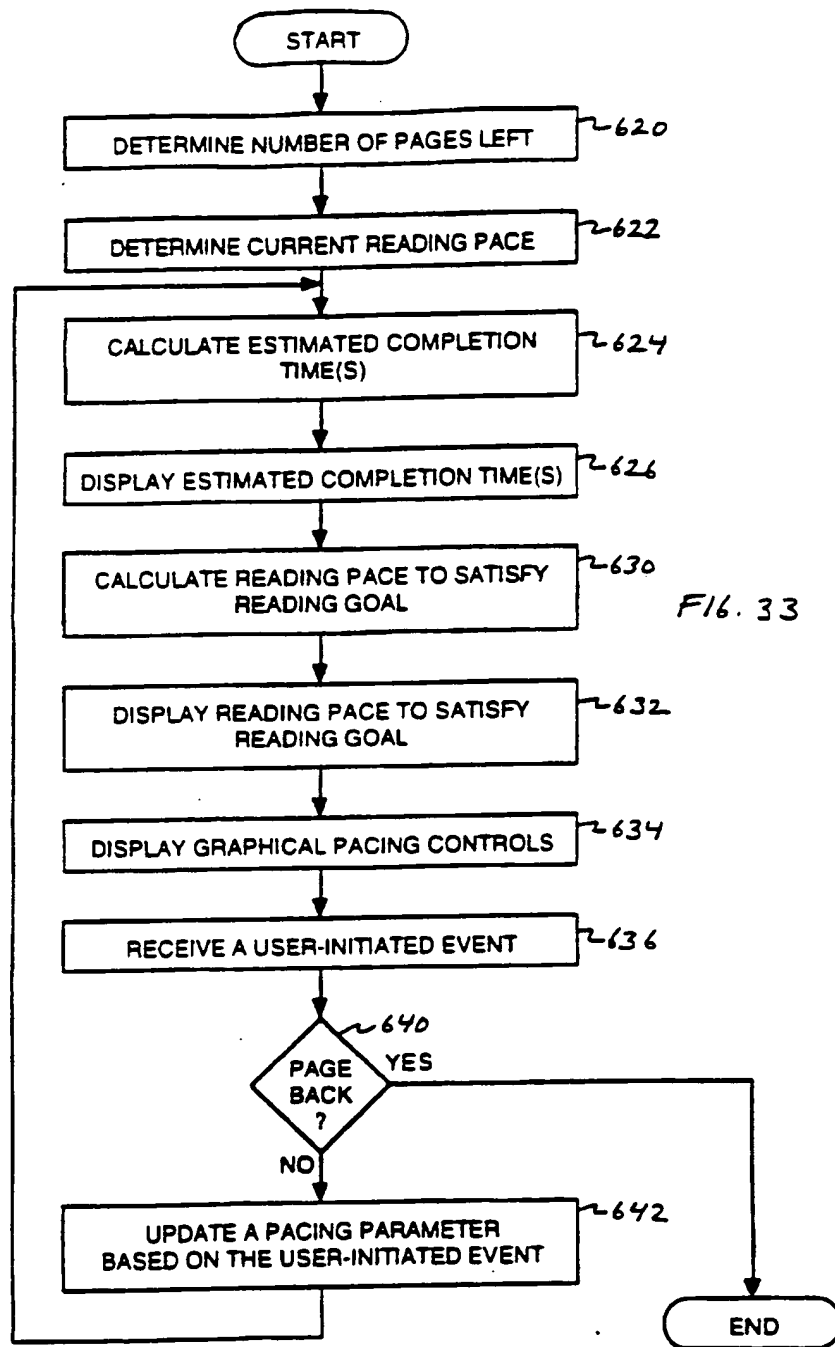 START
DETERMINE NUMBER OF PAGES LEFT
620
DETERMINE CURRENT READING PACE
622
CALCULATE ESTIMATED COMPLETION
TIME(S)
624
DISPLAY ESTIMATED COMPLETION TIME(S)
626
CALCULATE READING PACE TO SATISFY
READING GOAL
630
FIG. 33
DISPLAY READING PACE TO SATISFY
READING GOAL
632
DISPLAY GRAPHICAL PACING CONTROLS
634
RECEIVE A USER-INITIATED EVENT
636
640
PAGE
BACK
?
YES
NO
UPDATE A PACING PARAMETER
BASED ON THE USER-INITIATED EVENT
642
END